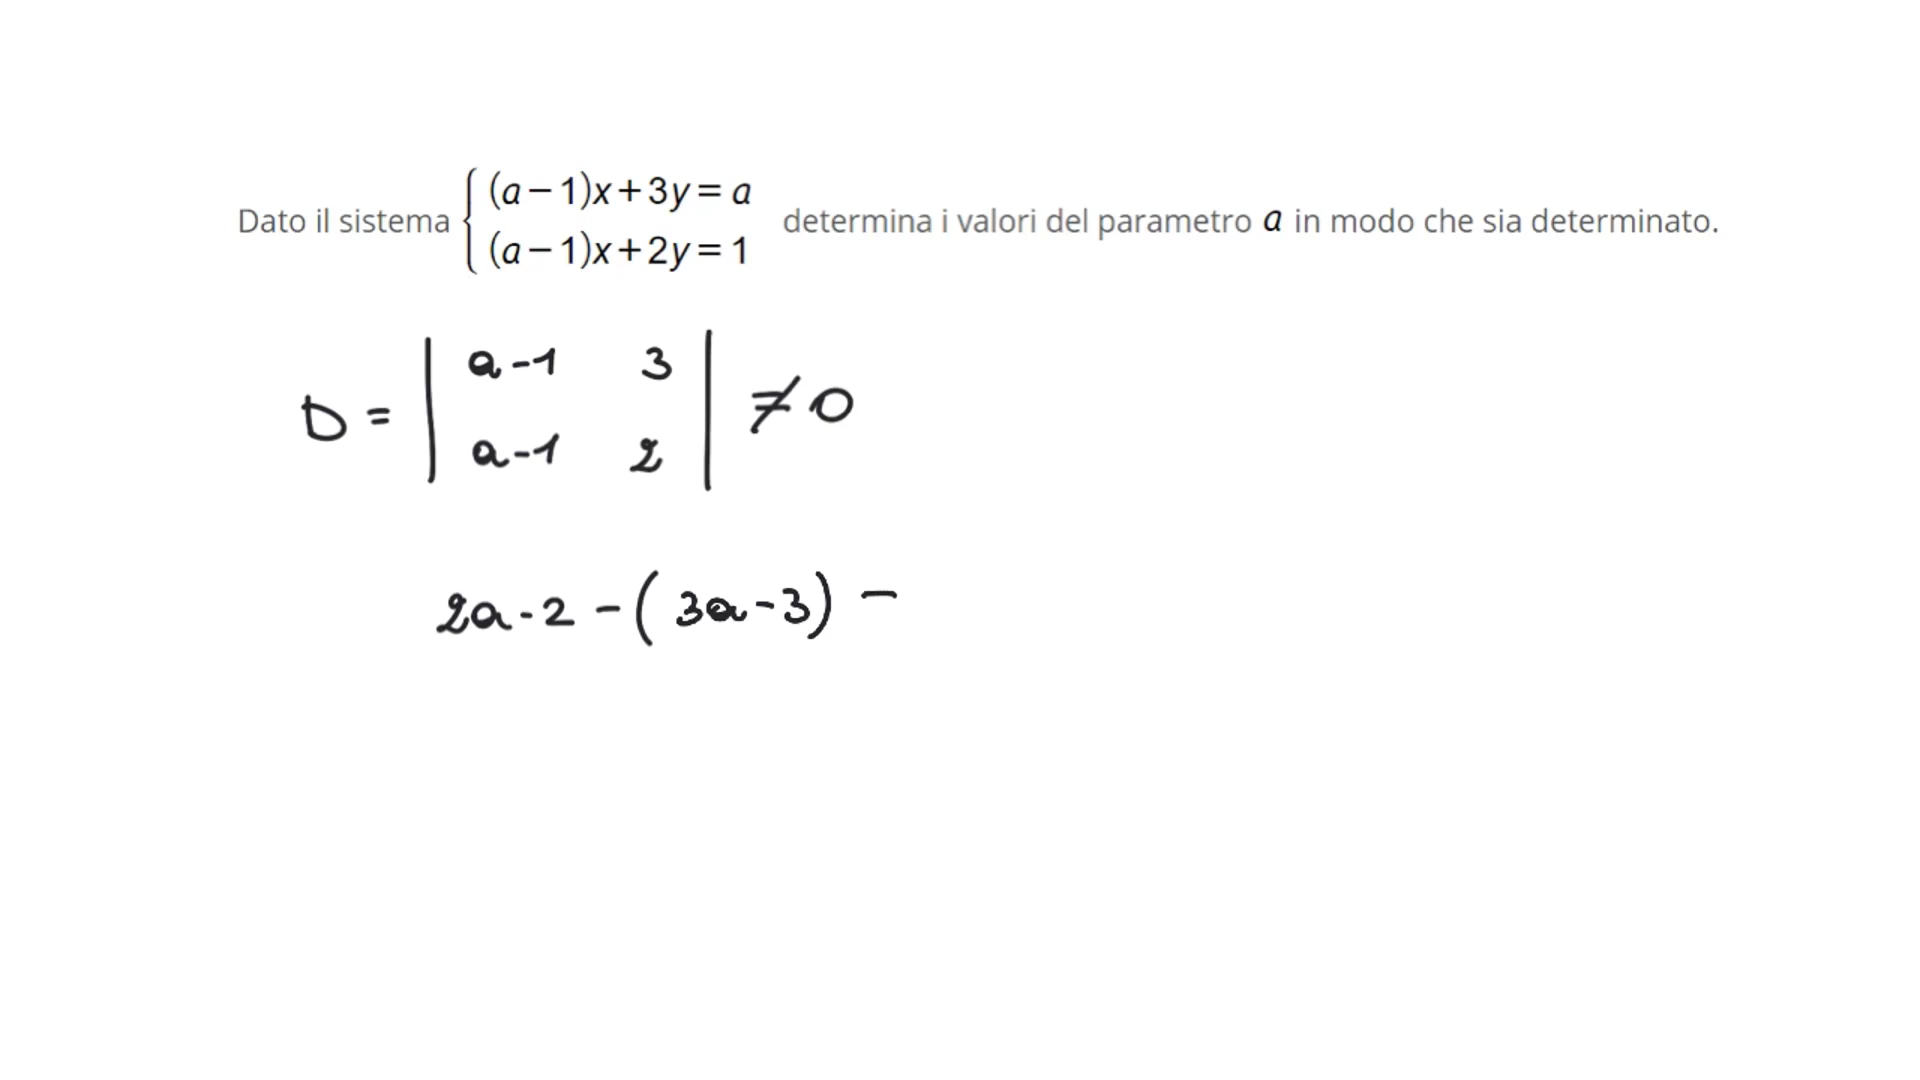 Dato il sistema { (a−1)x+3y=a determina i valori del parametro a in modo che sia determinato.
(a−1)x+2y=1
D = | a-1 3 | ≠0
a-1 2
2a-2 -( 3a-3) −